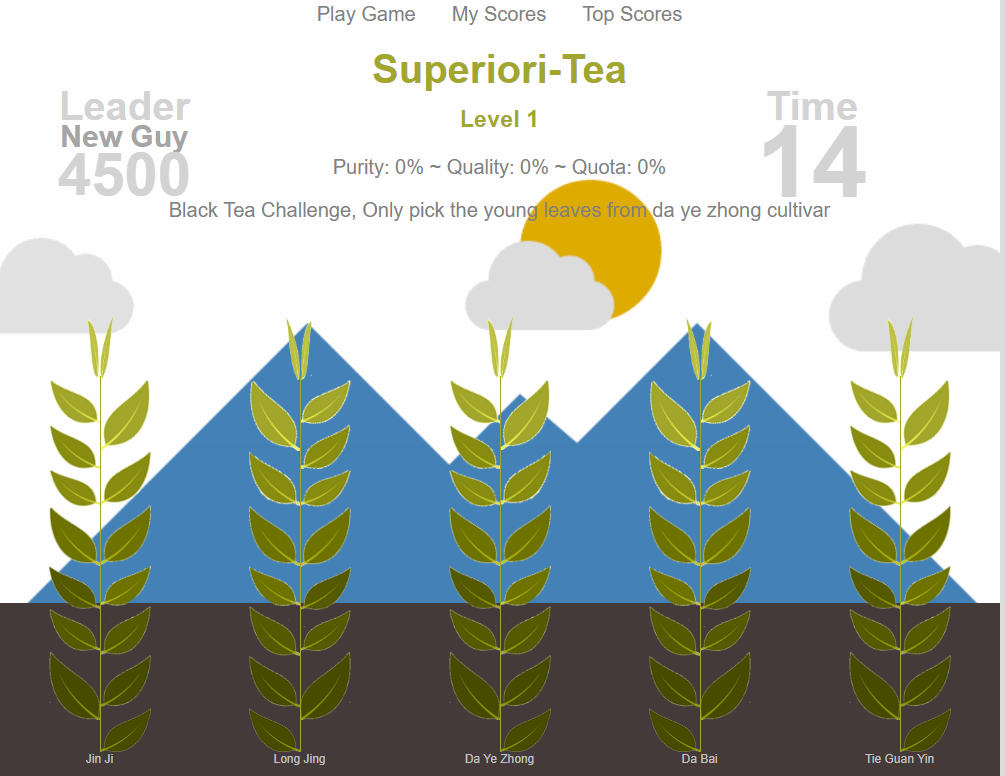 Play Game My Scores Top Scores
Superiori-Tea
Level 1
Leader
New Guy
4500
Time
14
Purity: 0% ~ Quality: 0% ~ Quota: 0%
Black Tea Challenge, Only pick the young leaves from da ye zhong cultivar
Jin Ji Long Jing Da Ye Zhong Da Bai Tie Guan Yin